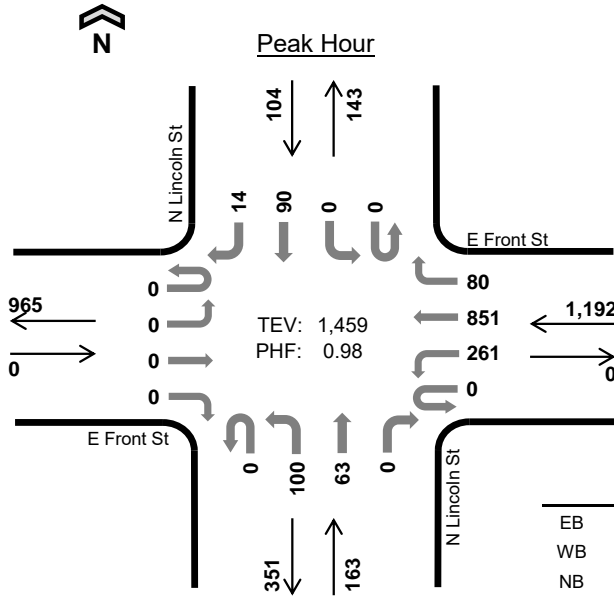 N
Peak Hour
104
143
N Lincoln St
14
90
0
0
E Front St
0
80
965
0
TEV: 1,459
851
1,192
0
0
PHF: 0.98
261
0
0
0
E Front St
0
100
63
0
N Lincoln St
351
163
EB
WB
NB